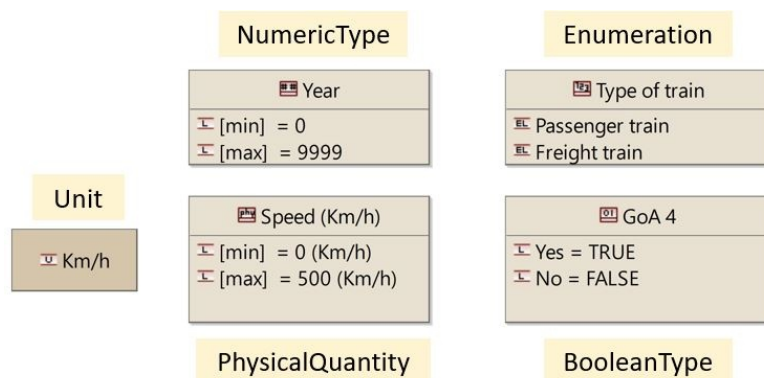 NumericType
Year
[min] = 0
[max] = 9999
Enumeration
Type of train
Passenger train
Freight train
Unit
Km/h
Speed (Km/h)
[min] = 0 (Km/h)
[max] = 500 (Km/h)
PhysicalQuantity
GoA 4
Yes = TRUE
No = FALSE
BooleanType